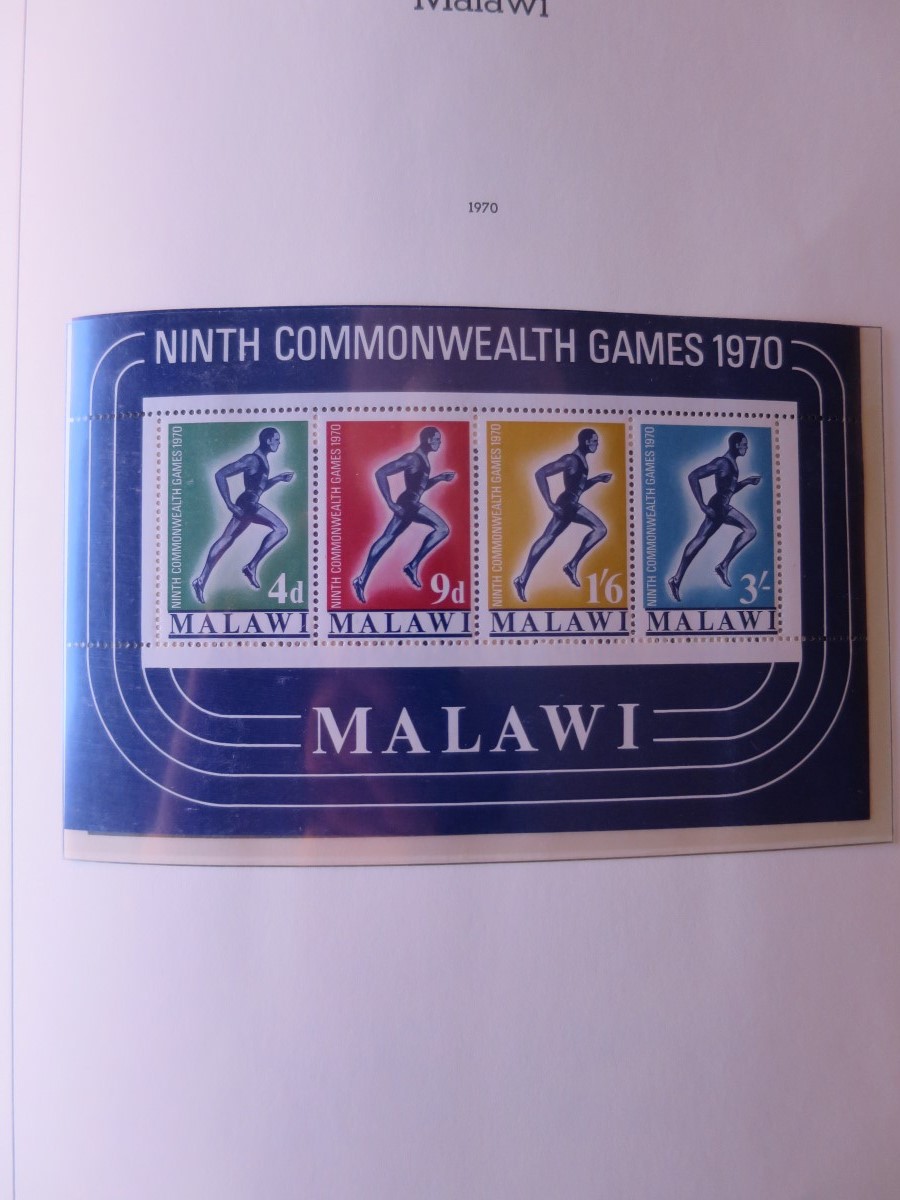 Malawi
1970
NINTH COMMONWEALTH GAMES 1970
NINTH COMMONWEALTH GAMES 1970
4d
MALAWI
NINTH COMMONWEALTH GAMES 1970
9d
MALAWI
NINTH COMMONWEALTH GAMES 1970
1'6
MALAWI
NINTH COMMONWEALTH GAMES 1970
3/-
MALAWI
MALAWI